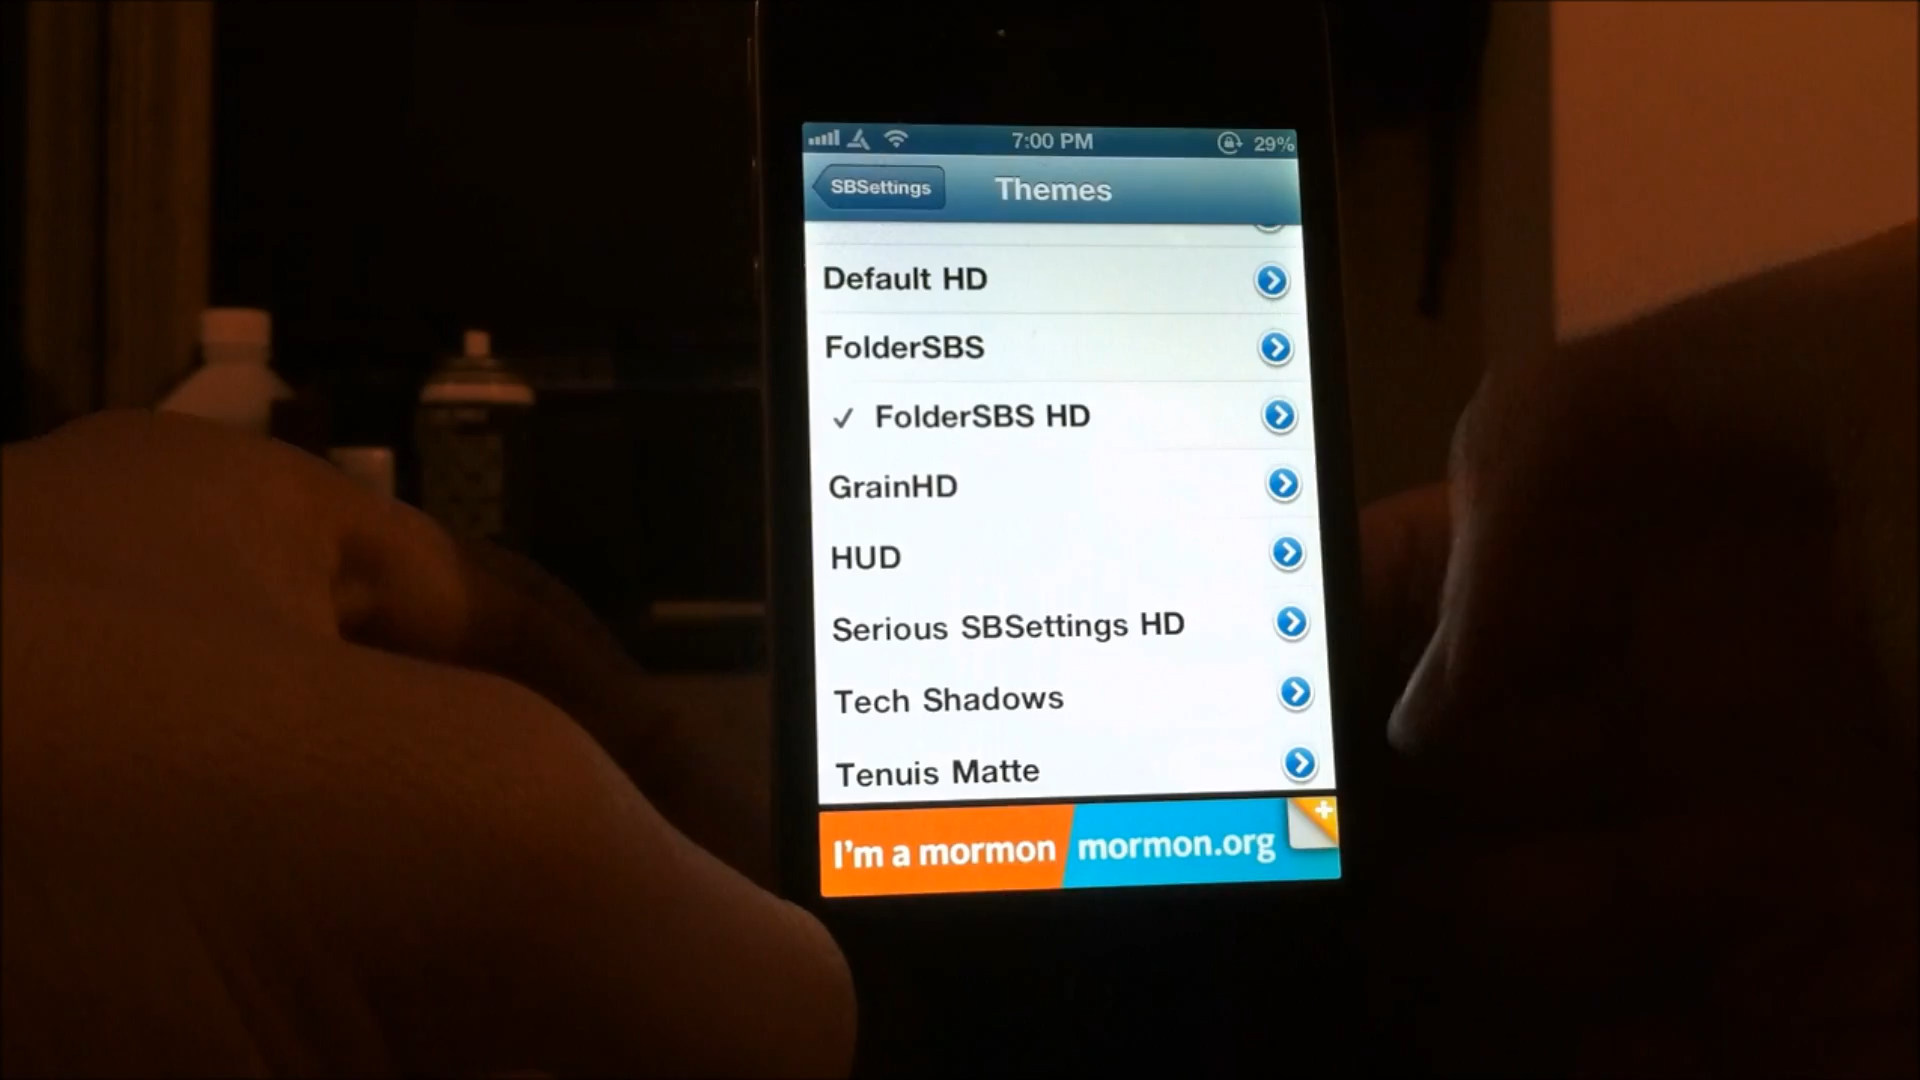 7:00 PM 29%
SBSettings Themes
Default HD
FolderSBS
✓ FolderSBS HD
GrainHD
HUD
Serious SBSettings HD
Tech Shadows
Tenuis Matte
I'm a mormon mormon.org